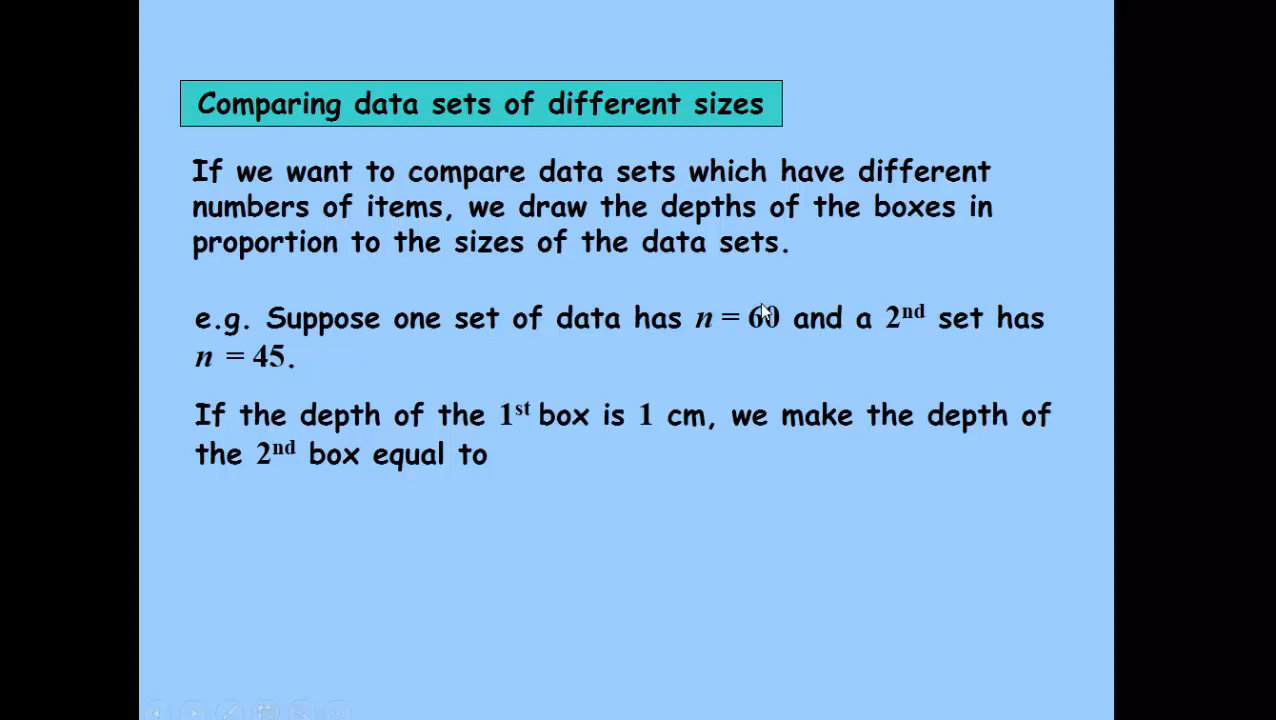 Comparing data sets of different sizes
If we want to compare data sets which have different
numbers of items, we draw the depths of the boxes in
proportion to the sizes of the data sets.
e.g. Suppose one set of data has n = 60 and a 2nd set has
n = 45.
If the depth of the 1st box is 1 cm, we make the depth of
the 2nd box equal to